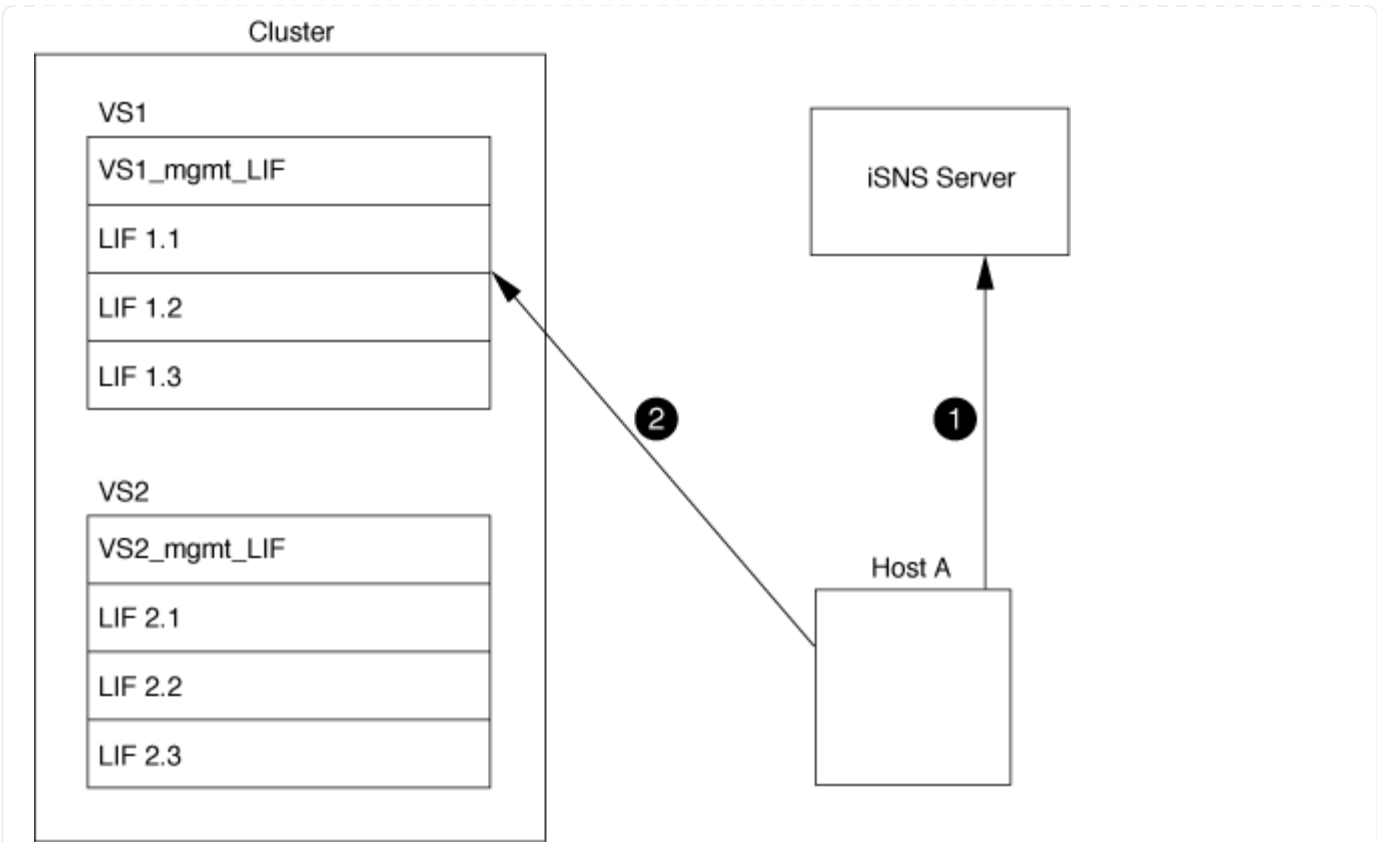 Cluster
VS1
VS1_mgmt_LIF
LIF 1.1
LIF 1.2
LIF 1.3
VS2
VS2_mgmt_LIF
LIF 2.1
LIF 2.2
LIF 2.3
iSNS Server
2
1
Host A